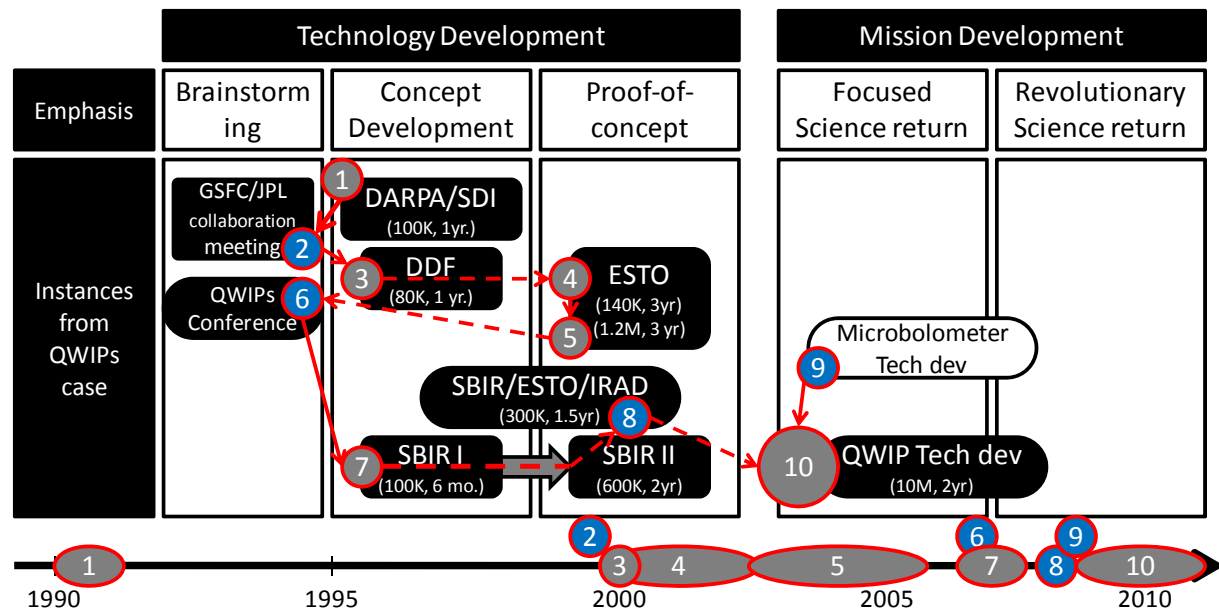 Technology Development
Mission Development
Emphasis
Brainstorm
ing
Concept
Development
Proof-of-
concept
Focused
Science return
Revolutionary
Science return
Instances
from
QWIPs
case
GSFC/JPL
collaboration
meeting
2
1
DARPA/SDI
(100K, 1yr.)
3
DDF
(80K, 1 yr.)
4
5
ESTO
(140K, 3yr)
(1.2M, 3 yr)
QWIPs
Conference
6
Microbolometer
Tech dev
9
SBIR/ESTO/IRAD
(300K, 1.5yr)
8
7
SBIR I
(100K, 6 mo.)
SBIR II
(600K, 2yr)
10
QWIP Tech dev
(10M, 2yr)
2
6
9
1
3
4
5
7
8
10
1990
1995
2000
2005
2010